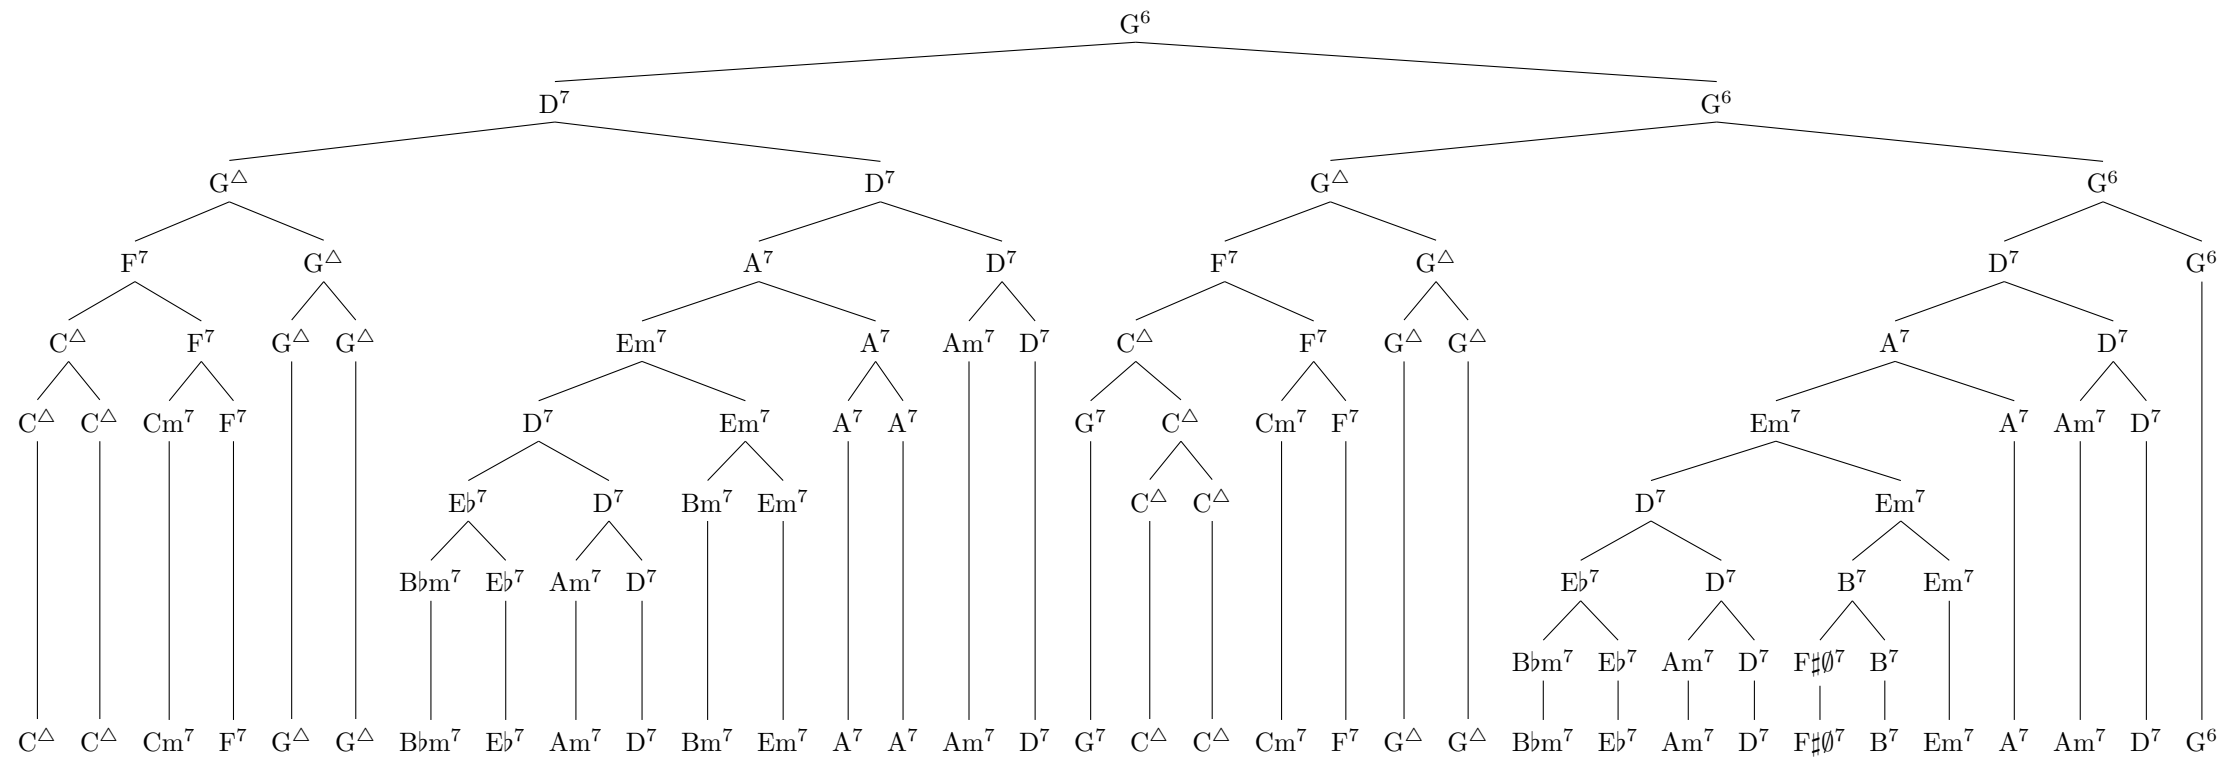 G⁶
D⁷ G⁶
G△ D⁷ G△ G⁶
F⁷ G△ A⁷ D⁷ F⁷ G△ D⁷ G⁶
C△ F⁷ G△ G△ Em⁷ A⁷ Am⁷ D⁷ C△ F⁷ G△ G△ A⁷ D⁷
C△ C△ Cm⁷ F⁷ D⁷ Em⁷ A⁷ A⁷ G⁷ C△ Cm⁷ F⁷ Em⁷ A⁷ Am⁷ D⁷
E♭⁷ D⁷ Bm⁷ Em⁷ C△ C△ D⁷ Em⁷
B♭m⁷ E♭⁷ Am⁷ D⁷ E♭⁷ D⁷ B⁷ Em⁷
B♭m⁷ E♭⁷ Am⁷ D⁷ F♯∅⁷ B⁷
C△ C△ Cm⁷ F⁷ G△ G△ B♭m⁷ E♭⁷ Am⁷ D⁷ Bm⁷ Em⁷ A⁷ A⁷ Am⁷ D⁷ G⁷ C△ C△ Cm⁷ F⁷ G△ G△ B♭m⁷ E♭⁷ Am⁷ D⁷ F♯∅⁷ B⁷ Em⁷ A⁷ Am⁷ D⁷ G⁶